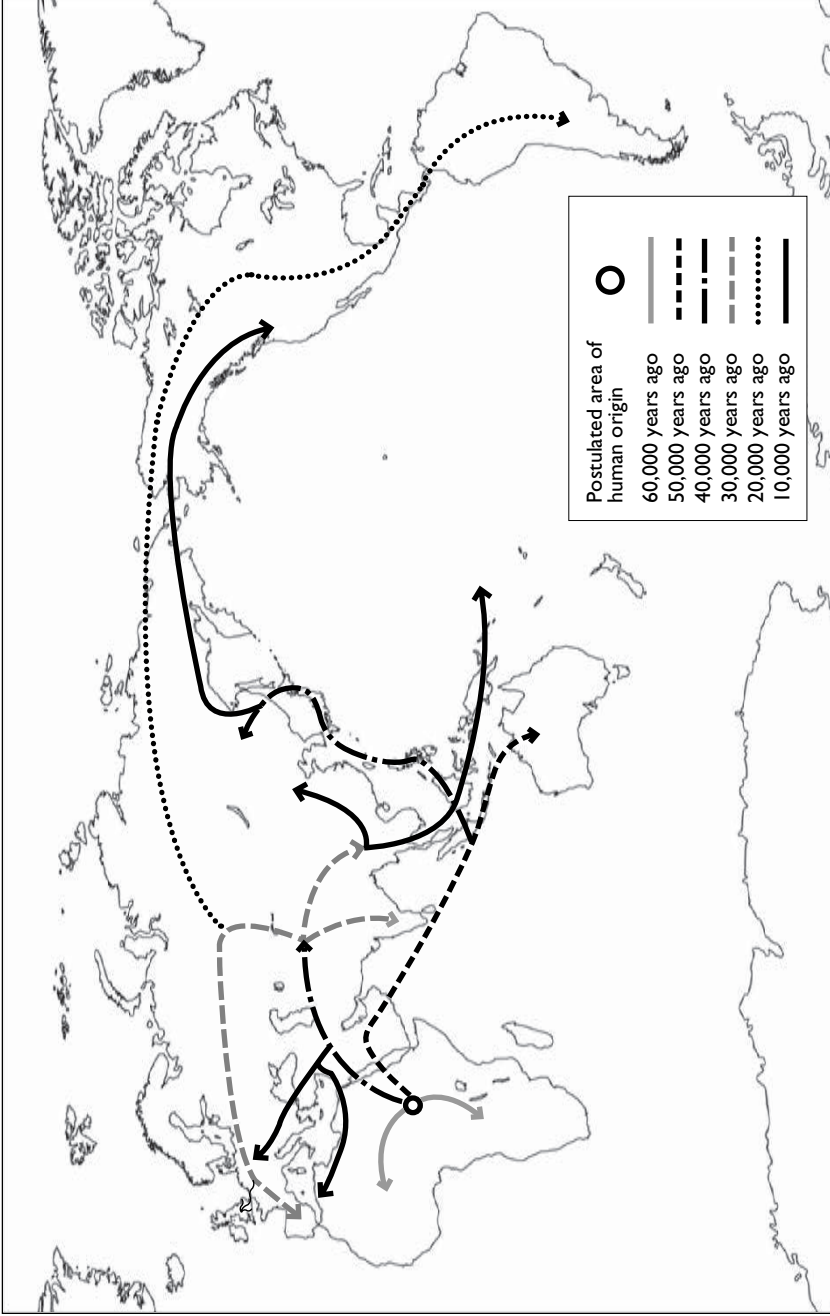 Postulated area of
human origin
60,000 years ago
50,000 years ago
40,000 years ago
30,000 years ago
20,000 years ago
10,000 years ago